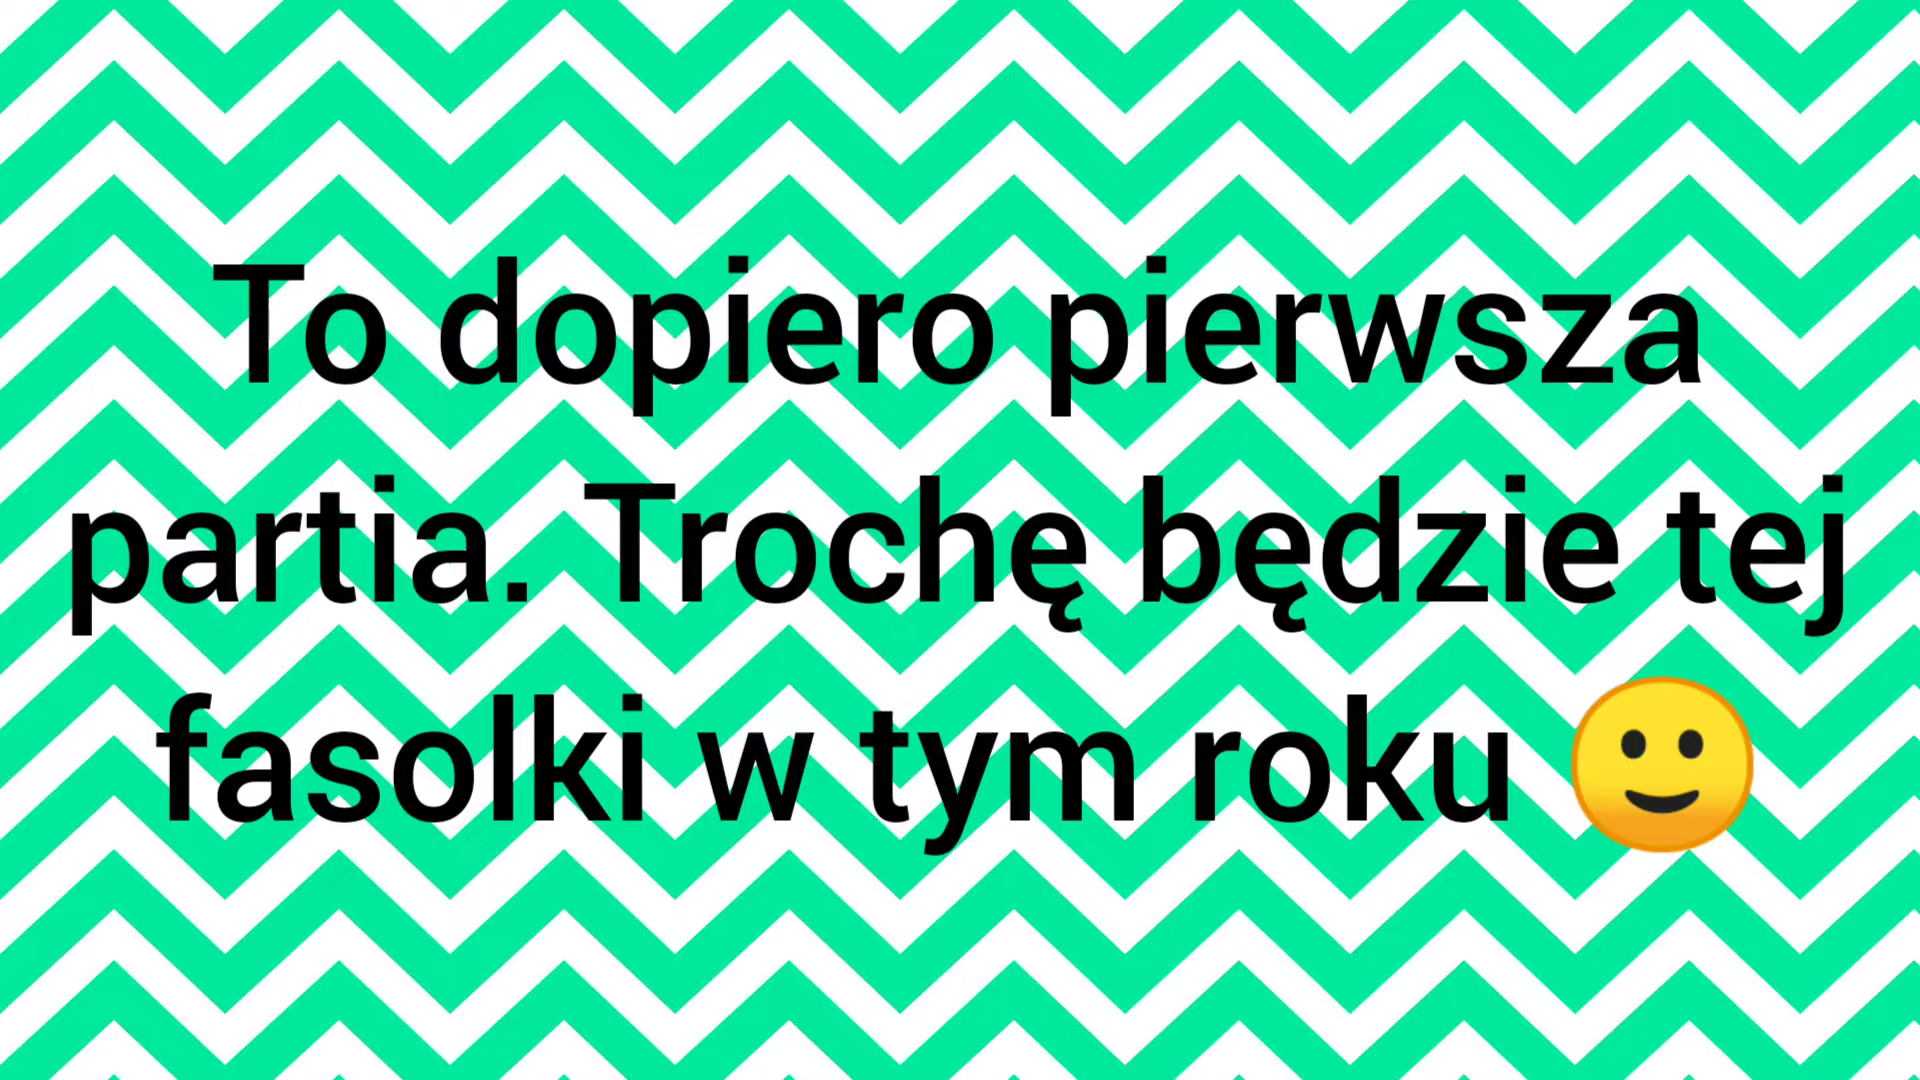 To dopiero pierwsza
partia. Trochę będzie tej
fasolki w tym roku 🙂